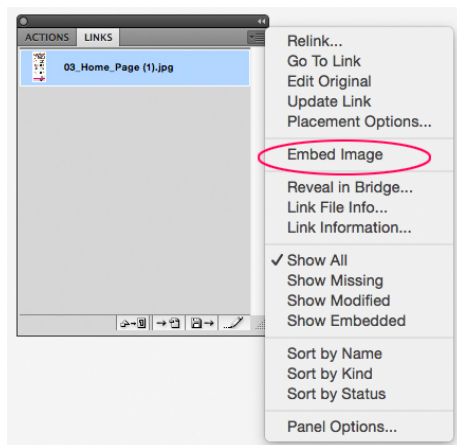 ACTIONS LINKS
03_Home_Page (1).jpg
Relink...
Go To Link
Edit Original
Update Link
Placement Options...
Embed Image
Reveal in Bridge...
Link File Info...
Link Information...
Show All
Show Missing
Show Modified
Show Embedded
Sort by Name
Sort by Kind
Sort by Status
Panel Options...